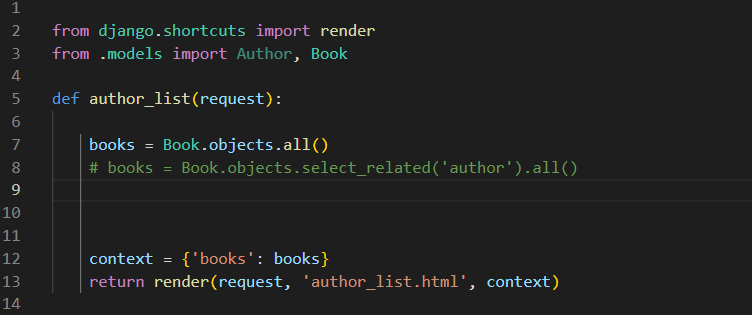 1
2 from django.shortcuts import render
3 from .models import Author, Book
4
5 def author_list(request):
6
7 books = Book.objects.all()
8 # books = Book.objects.select_related('author').all()
9
10
11
12 context = {'books': books}
13 return render(request, 'author_list.html', context)
14